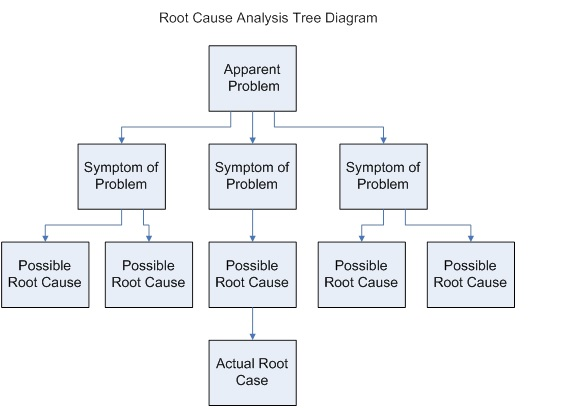 Root Cause Analysis Tree Diagram
Apparent
Problem
Symptom of
Problem
Symptom of
Problem
Symptom of
Problem
Possible
Root Cause
Possible
Root Cause
Possible
Root Cause
Possible
Root Cause
Possible
Root Cause
Actual Root
Case